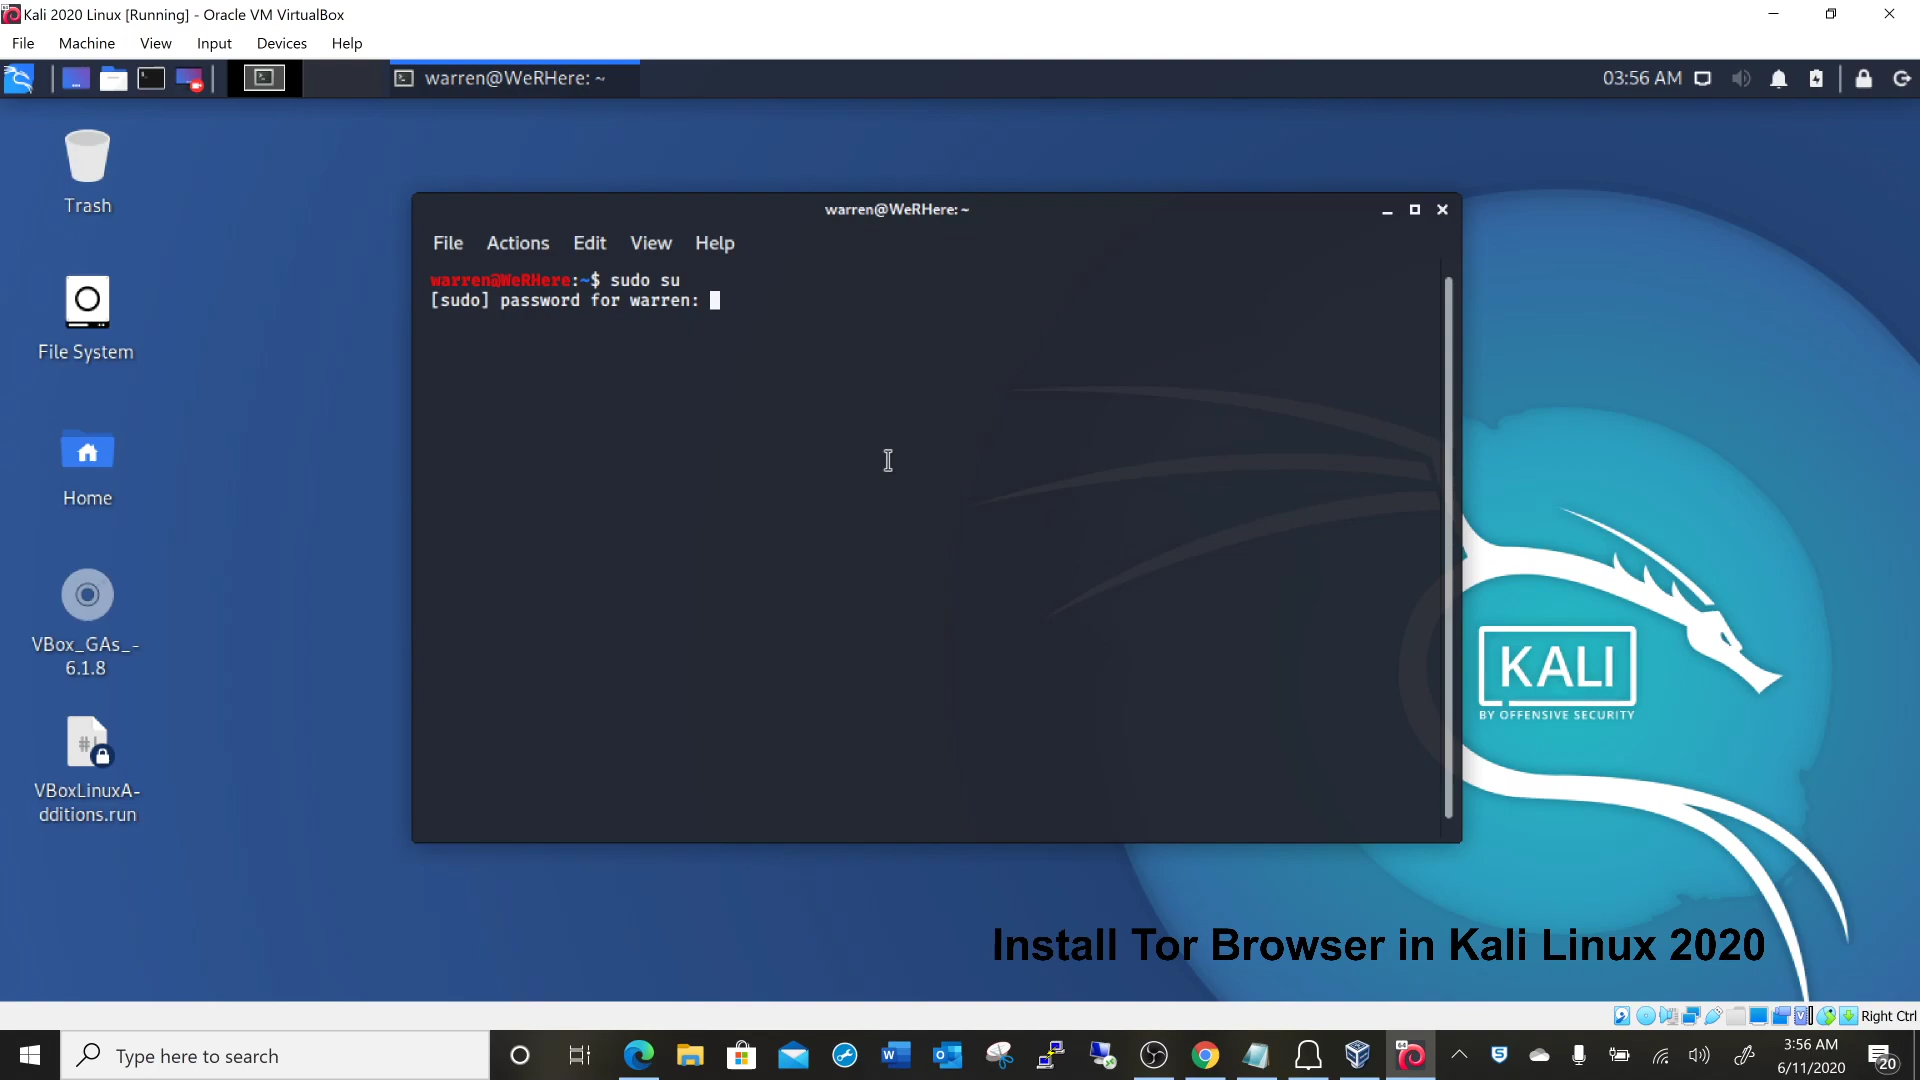 Kali 2020 Linux [Running] - Oracle VM VirtualBox
File Machine View Input Devices Help
warren@WeRHere: ~
03:56 AM
Trash
File System
Home
VBox_GAs_-
6.1.8
#!
VBoxLinuxA-
dditions.run
warren@WeRHere: ~
File Actions Edit View Help
warren@WeRHere:~$ sudo su
[sudo] password for warren:
KALI
BY OFFENSIVE SECURITY
Install Tor Browser in Kali Linux 2020
Right Ctrl
Type here to search
3:56 AM
6/11/2020
20